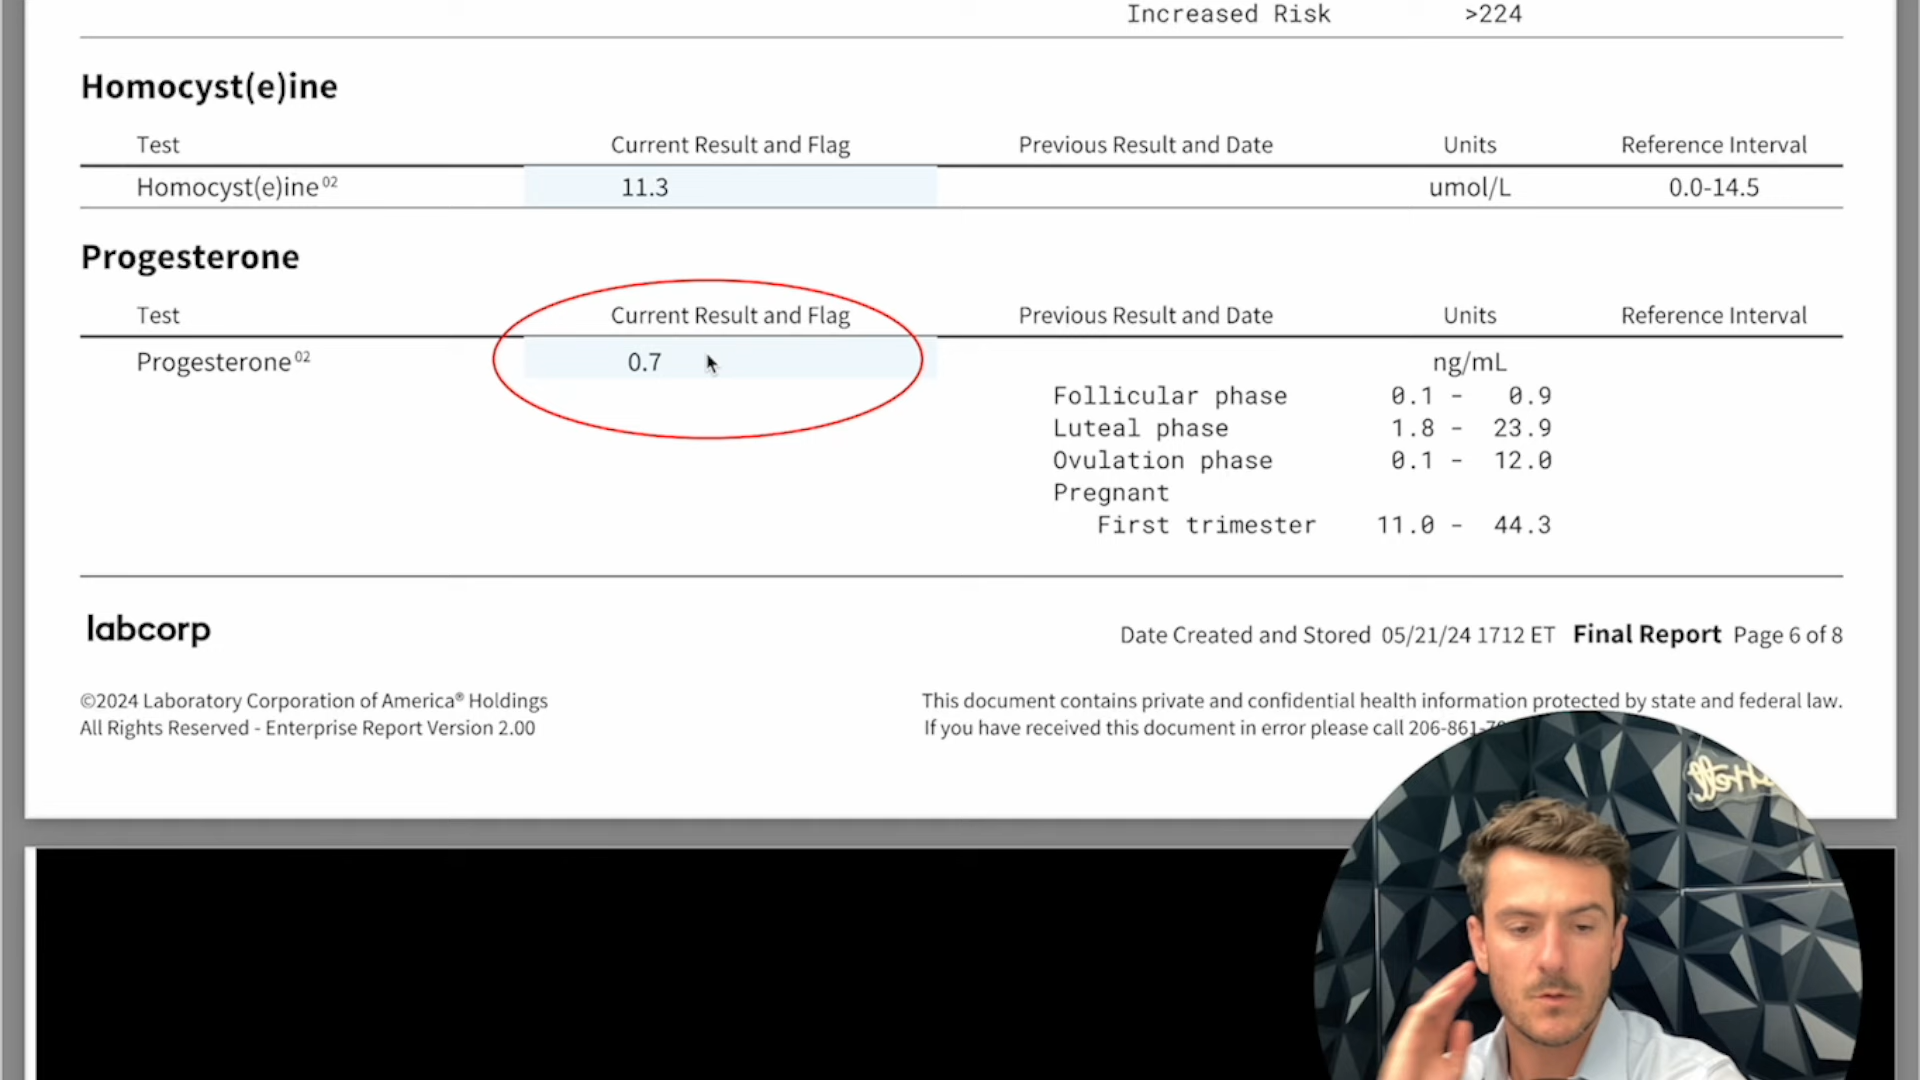 Increased Risk >224
Homocyst(e)ine
Test Current Result and Flag Previous Result and Date Units Reference Interval
Homocyst(e)ine02 11.3 umol/L 0.0-14.5
Progesterone
Test Current Result and Flag Previous Result and Date Units Reference Interval
Progesterone02 0.7 ng/mL
Follicular phase 0.1 - 0.9
Luteal phase 1.8 - 23.9
Ovulation phase 0.1 - 12.0
Pregnant
First trimester 11.0 - 44.3
labcorp
Date Created and Stored 05/21/24 1712 ET Final Report Page 6 of 8
©2024 Laboratory Corporation of America® Holdings
All Rights Reserved - Enterprise Report Version 2.00
This document contains private and confidential health information protected by state and federal law.
If you have received this document in error please call 206-861-7